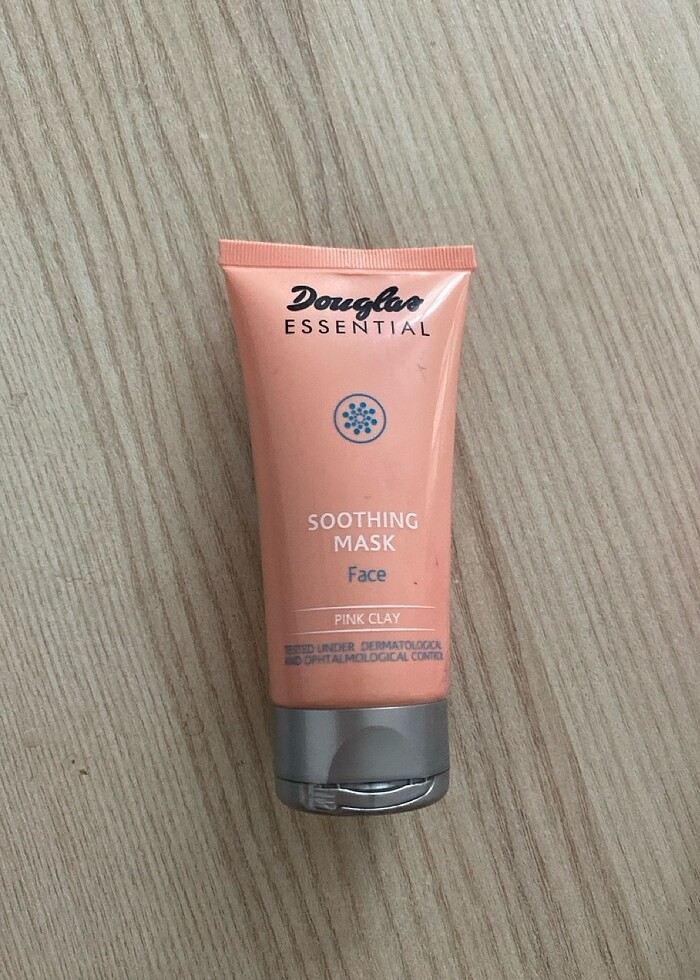 Douglas
ESSENTIAL
SOOTHING
MASK
Face
PINK CLAY
TESTED UNDER DERMATOLOGICAL
AND OPHTALMOLOGICAL CONTROL